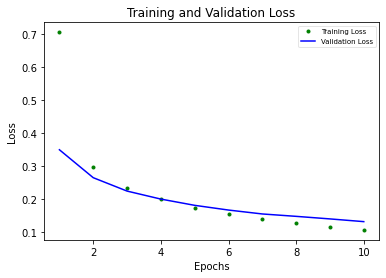 Training and Validation Loss
Training Loss
Validation Loss
0.7
0.6
0.5
0.4
0.3
0.2
0.1
Loss
2 4 6 8 10
Epochs